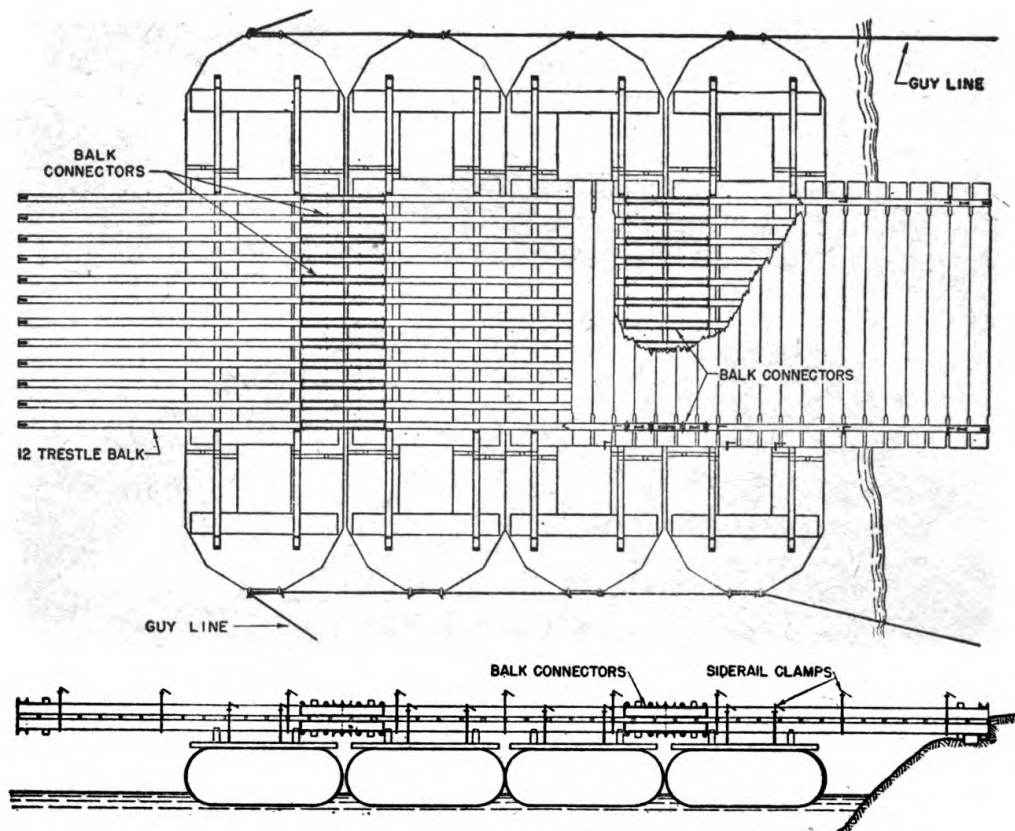 GUY LINE
BALK
CONNECTORS
BALK CONNECTORS
12 TRESTLE BALK
GUY LINE
BALK CONNECTORS
SIDERAIL CLAMPS